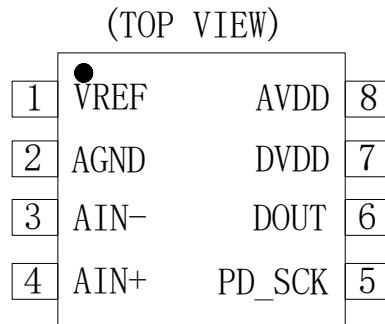 (TOP VIEW)
1 VREF AVDD 8
2 AGND DVDD 7
3 AIN- DOUT 6
4 AIN+ PD_SCK 5